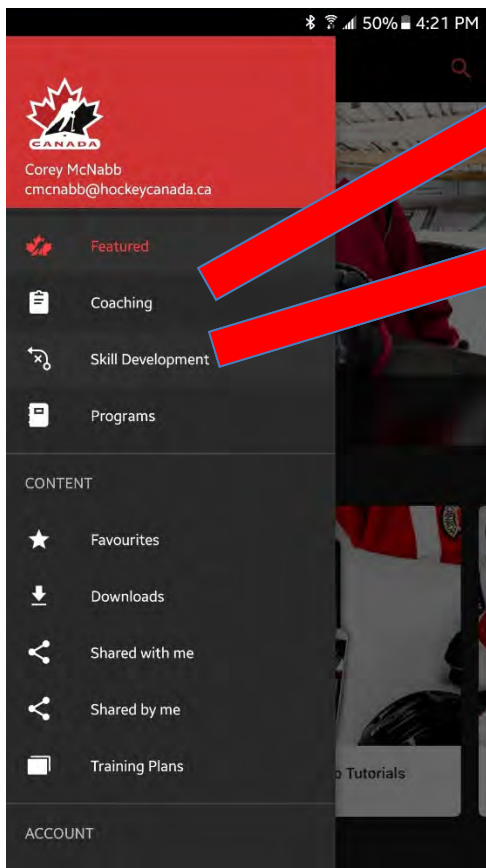 50% 4:21 PM
CANADA
Corey McNabb
cmcnabb@hockeycanada.ca
Featured
Coaching
Skill Development
Programs
CONTENT
Favourites
Downloads
Shared with me
Shared by me
Training Plans
Tutorials
ACCOUNT